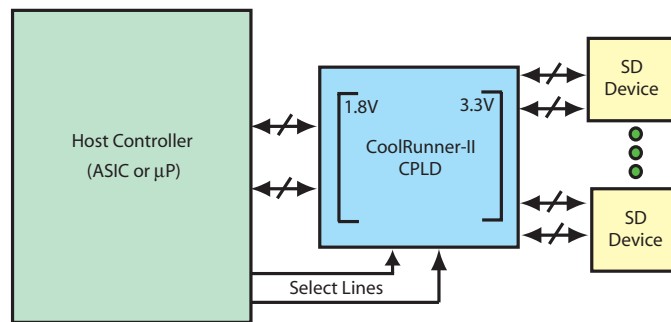 Host Controller
(ASIC or μP)
1.8V
3.3V
CoolRunner-II
CPLD
SD
Device
SD
Device
Select Lines